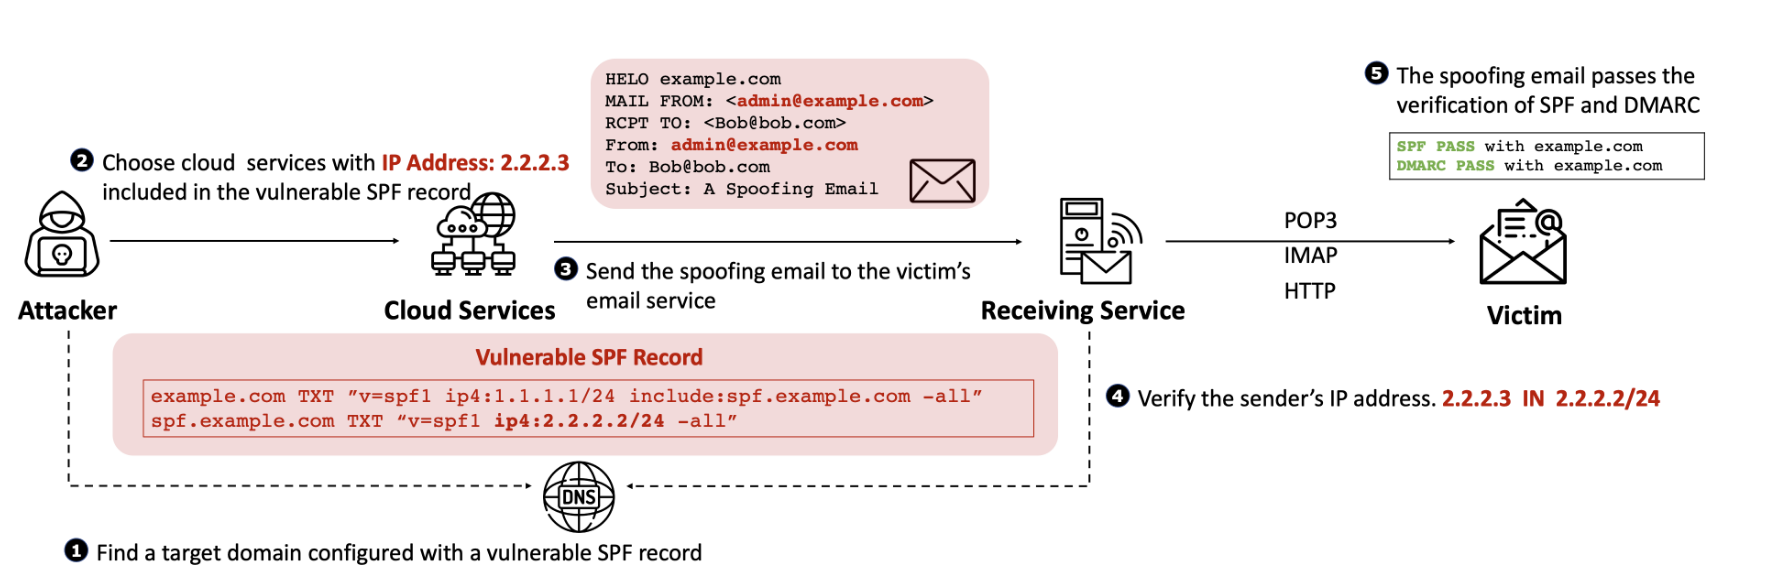 HELO example.com
MAIL FROM: <admin@example.com>
RCPT TO: <Bob@bob.com>
From: admin@example.com
To: Bob@bob.com
Subject: A Spoofing Email
❺ The spoofing email passes the
verification of SPF and DMARC
SPF PASS with example.com
DMARC PASS with example.com
❷ Choose cloud services with IP Address: 2.2.2.3
included in the vulnerable SPF record
❸ Send the spoofing email to the victim's
email service
POP3
IMAP
HTTP
Attacker
Cloud Services
Receiving Service
Victim
Vulnerable SPF Record
example.com TXT ”v=spf1 ip4:1.1.1.1/24 include:spf.example.com -all”
spf.example.com TXT “v=spf1 ip4:2.2.2.2/24 -all”
❹ Verify the sender's IP address. 2.2.2.3 IN 2.2.2.2/24
DNS
❶ Find a target domain configured with a vulnerable SPF record